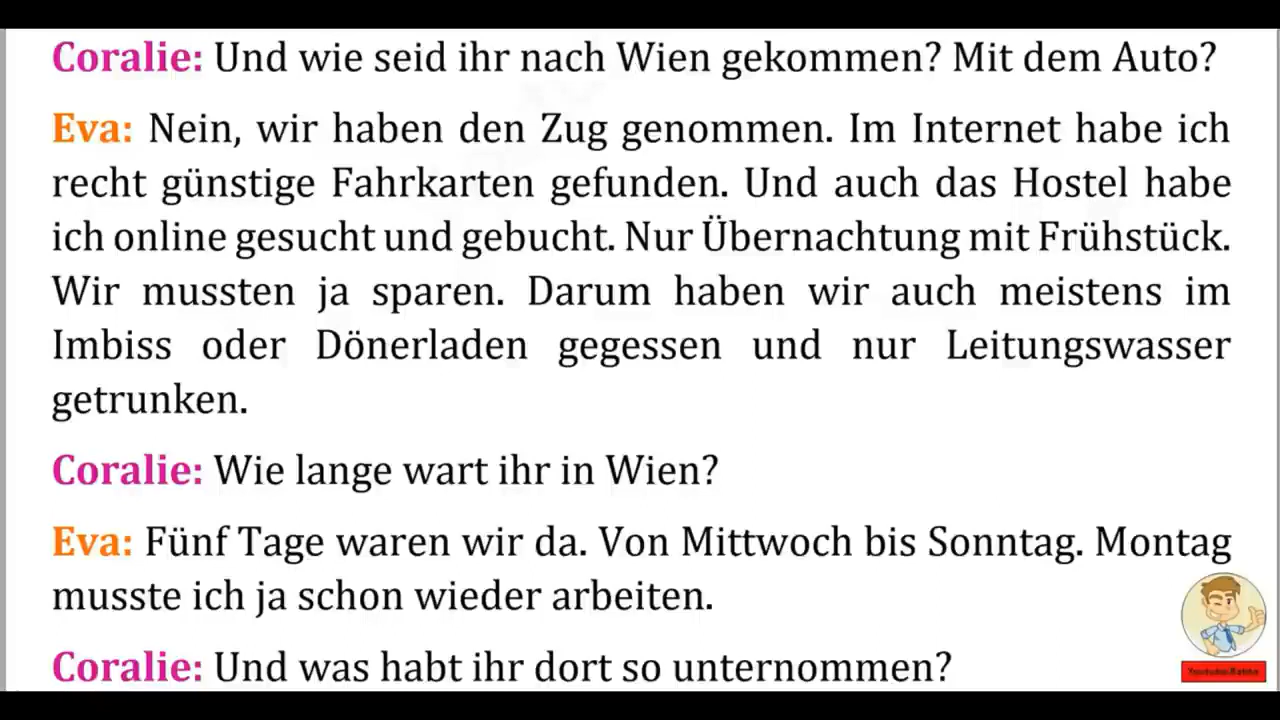 Coralie: Und wie seid ihr nach Wien gekommen? Mit dem Auto?
Eva: Nein, wir haben den Zug genommen. Im Internet habe ich
recht günstige Fahrkarten gefunden. Und auch das Hostel habe
ich online gesucht und gebucht. Nur Übernachtung mit Frühstück.
Wir mussten ja sparen. Darum haben wir auch meistens im
Imbiss oder Dönerladen gegessen und nur Leitungswasser
getrunken.
Coralie: Wie lange wart ihr in Wien?
Eva: Fünf Tage waren wir da. Von Mittwoch bis Sonntag. Montag
musste ich ja schon wieder arbeiten.
Coralie: Und was habt ihr dort so unternommen?